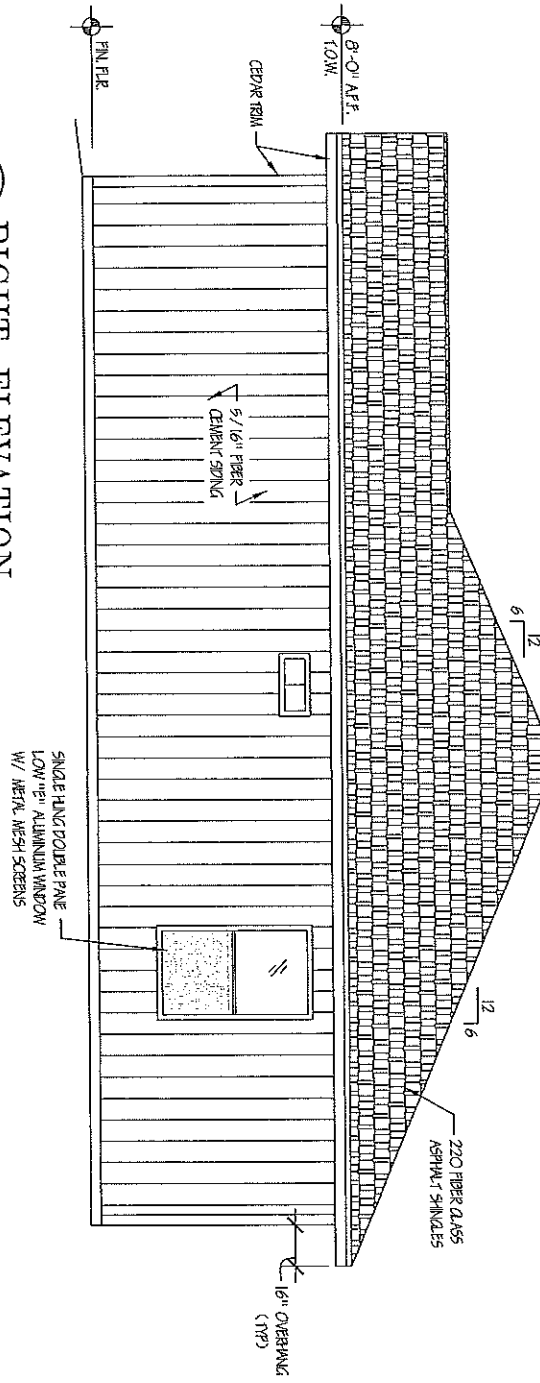 8'-0" A.F.F.
T.O.W.
FIN. FLR.
CEDAR TRIM
5/16" FIBER
CEMENT SIDING
12
6
12
6
220 FIBER GLASS
ASPHALT SHINGLES
SINGLE HUNG DOUBLE PANE
LOW "E" ALUMINUM WINDOW
W/ METAL MESH SCREENS
16" OVERHANG
(TYP)
RIGHT ELEVATION